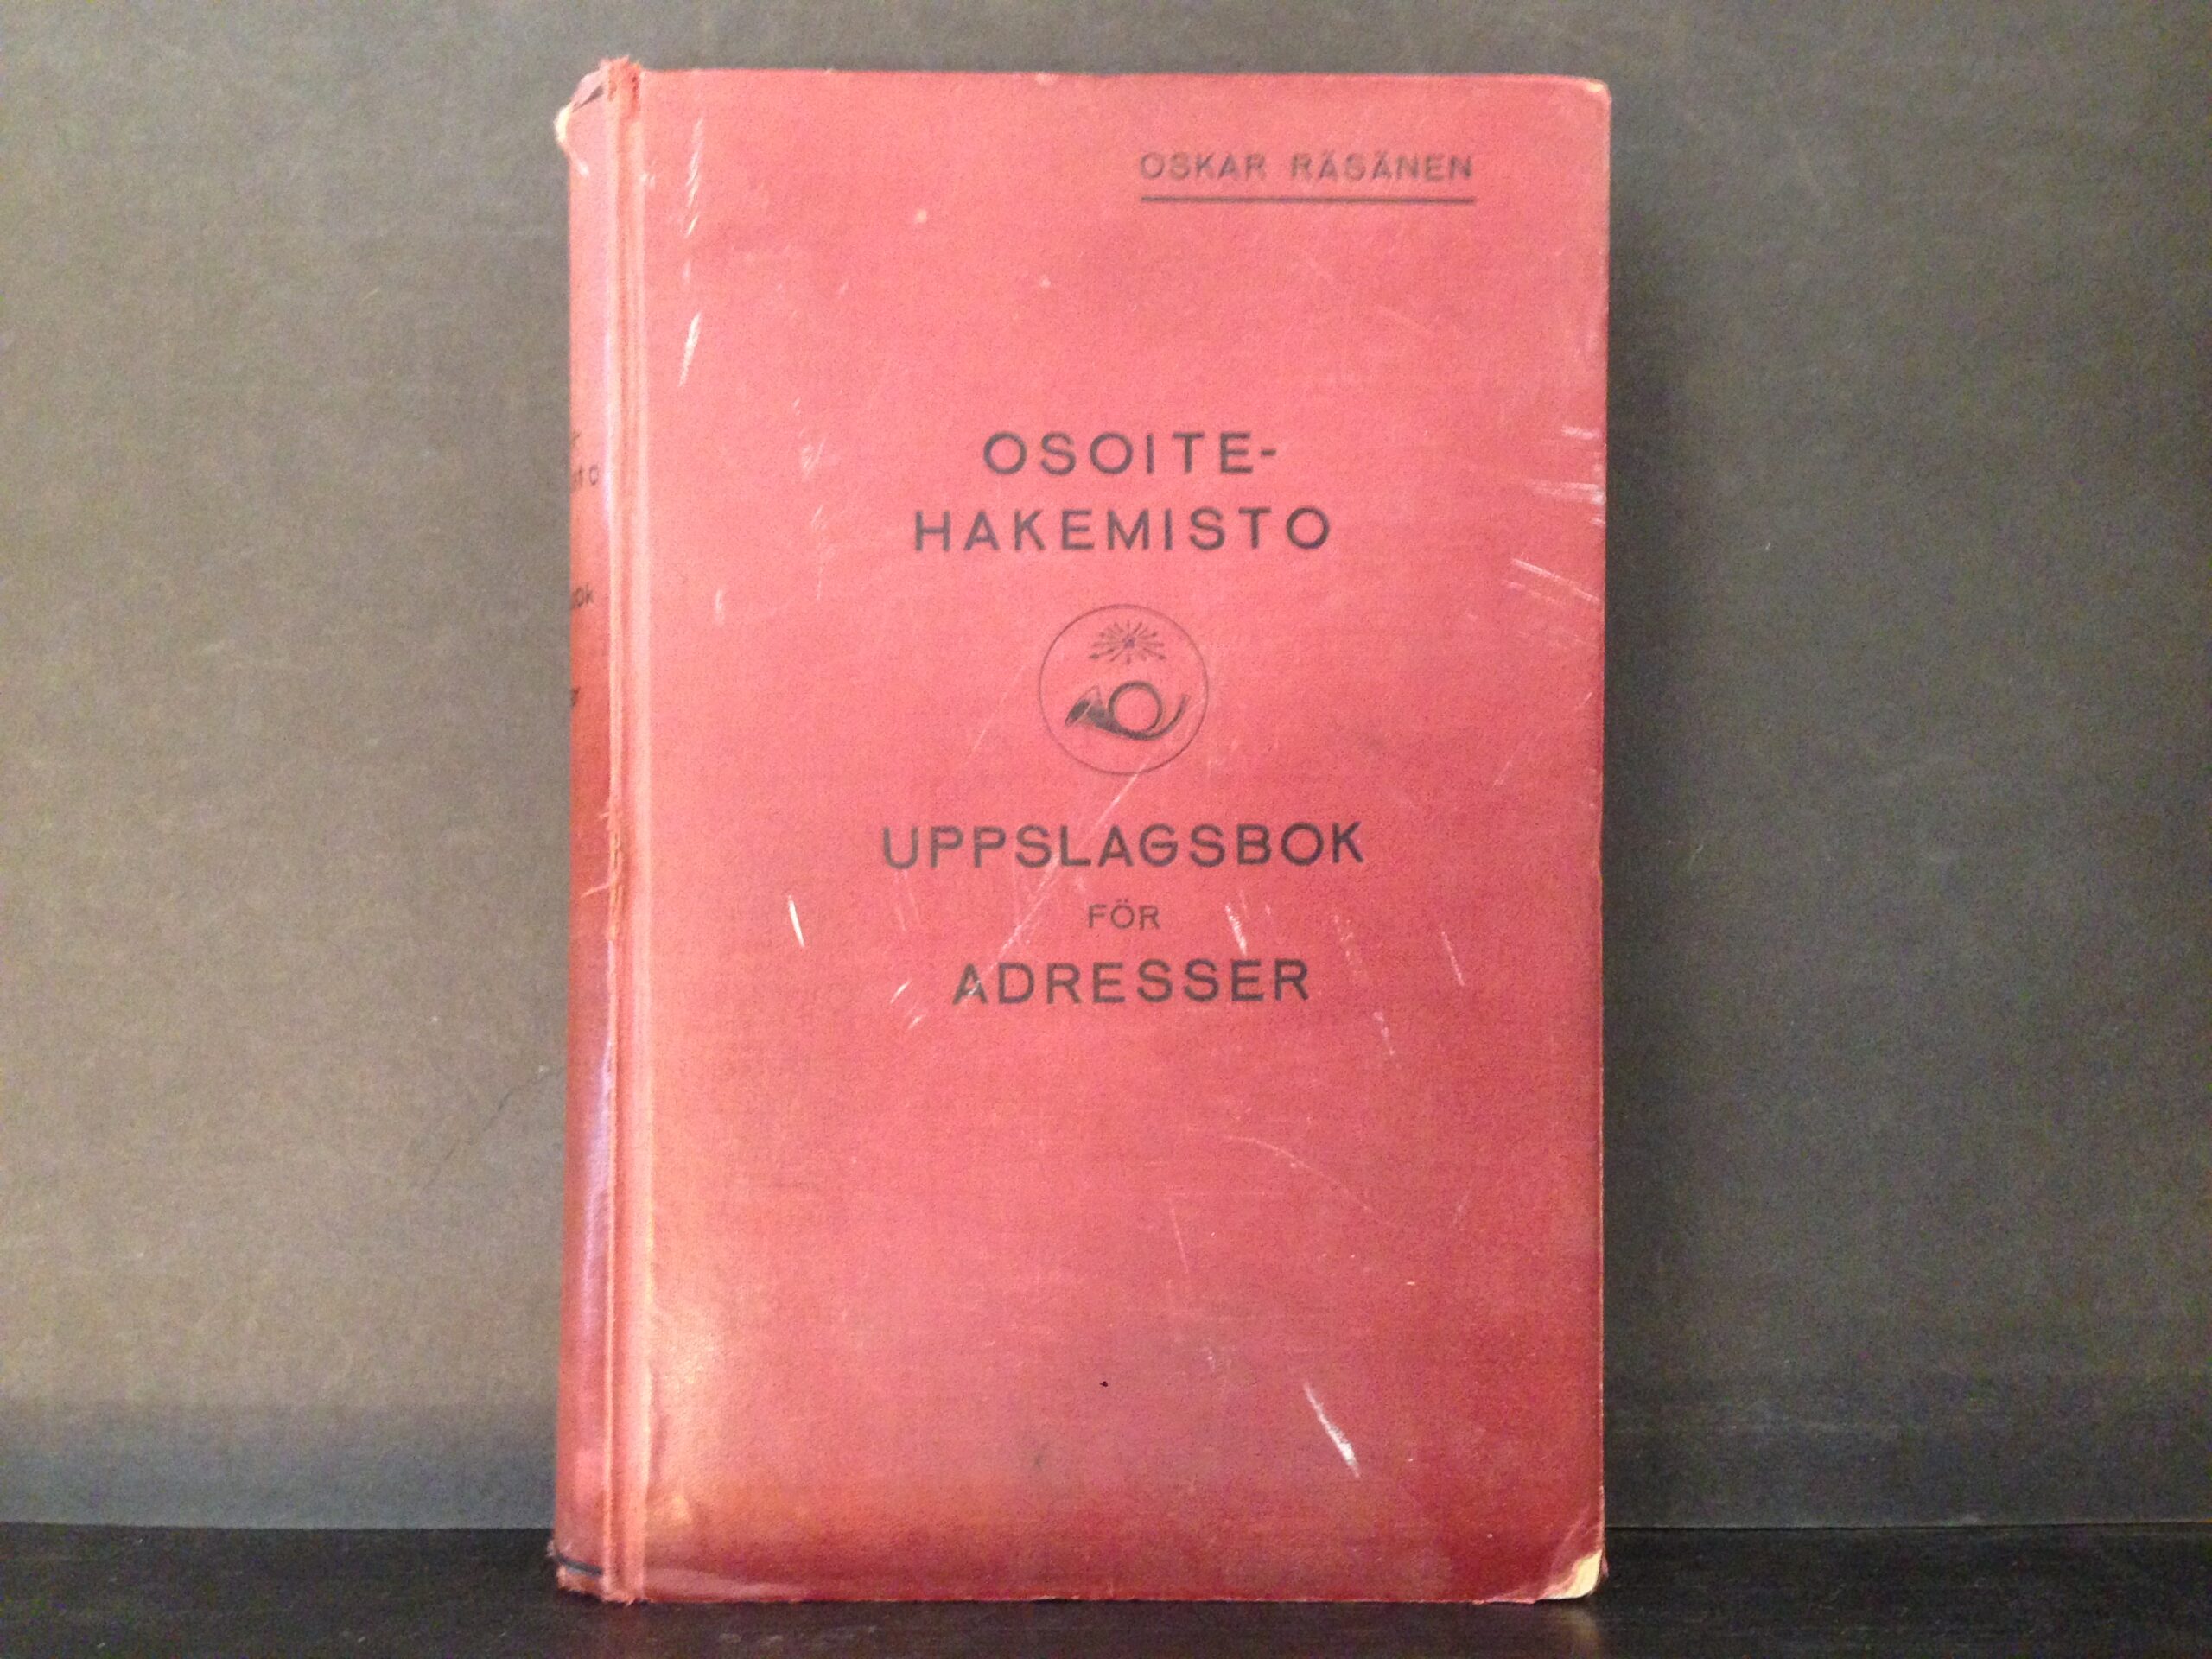 OSKAR RÄSÄNEN
OSOITE-
HAKEMISTO
UPPSLAGSBOK
FÖR
ADRESSER